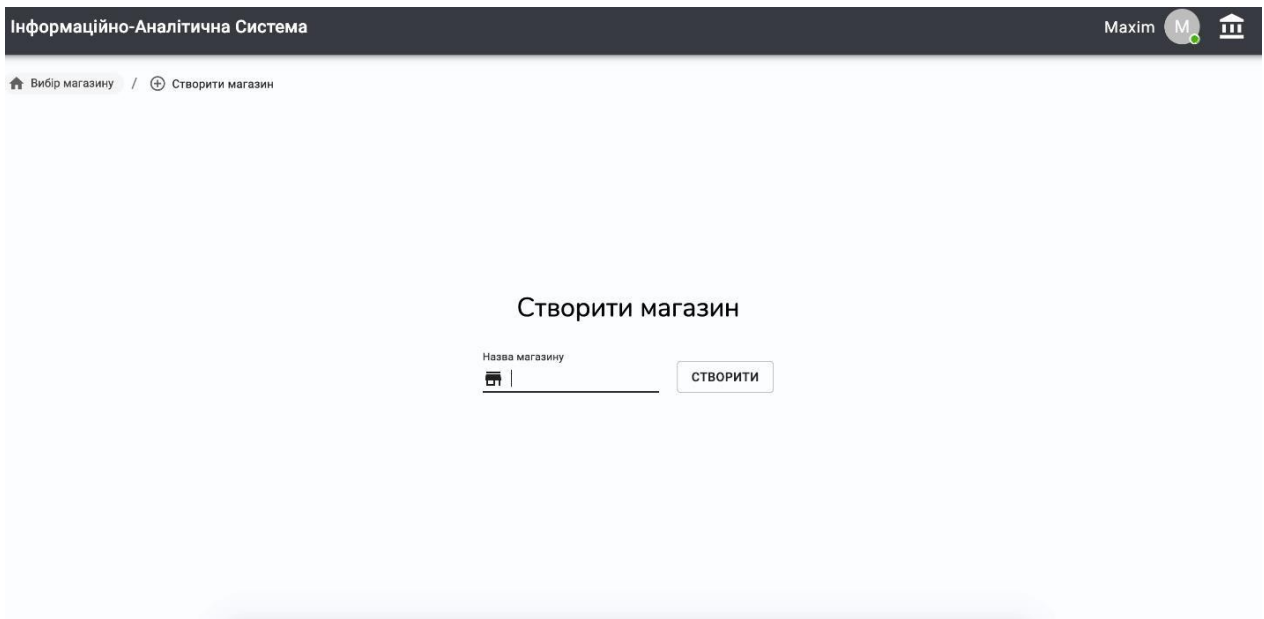 Інформаційно-Аналітична Система
Maxim M
Вибір магазину / Створити магазин
Створити магазин
Назва магазину
СТВОРИТИ